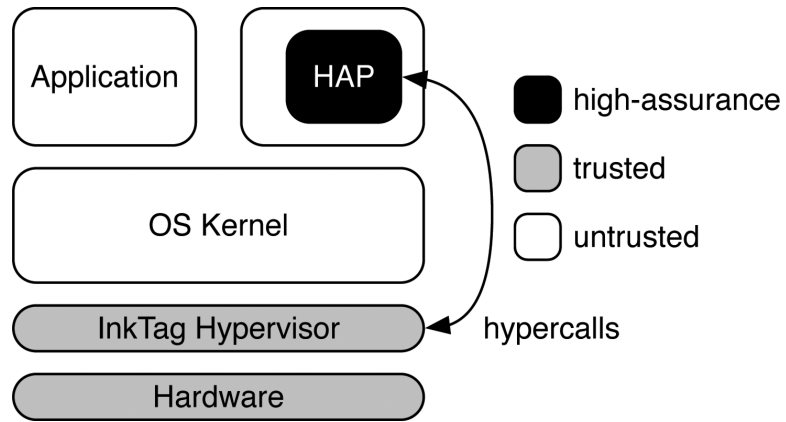 Application
HAP
high-assurance
trusted
OS Kernel
untrusted
InkTag Hypervisor
hypercalls
Hardware